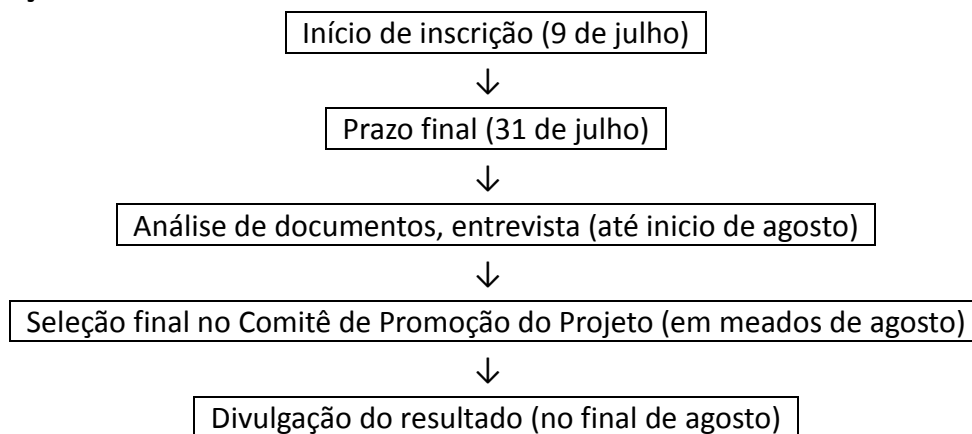 Início de inscrição (9 de julho)
↓
Prazo final (31 de julho)
↓
Análise de documentos, entrevista (até inicio de agosto)
↓
Seleção final no Comitê de Promoção do Projeto (em meados de agosto)
↓
Divulgação do resultado (no final de agosto)